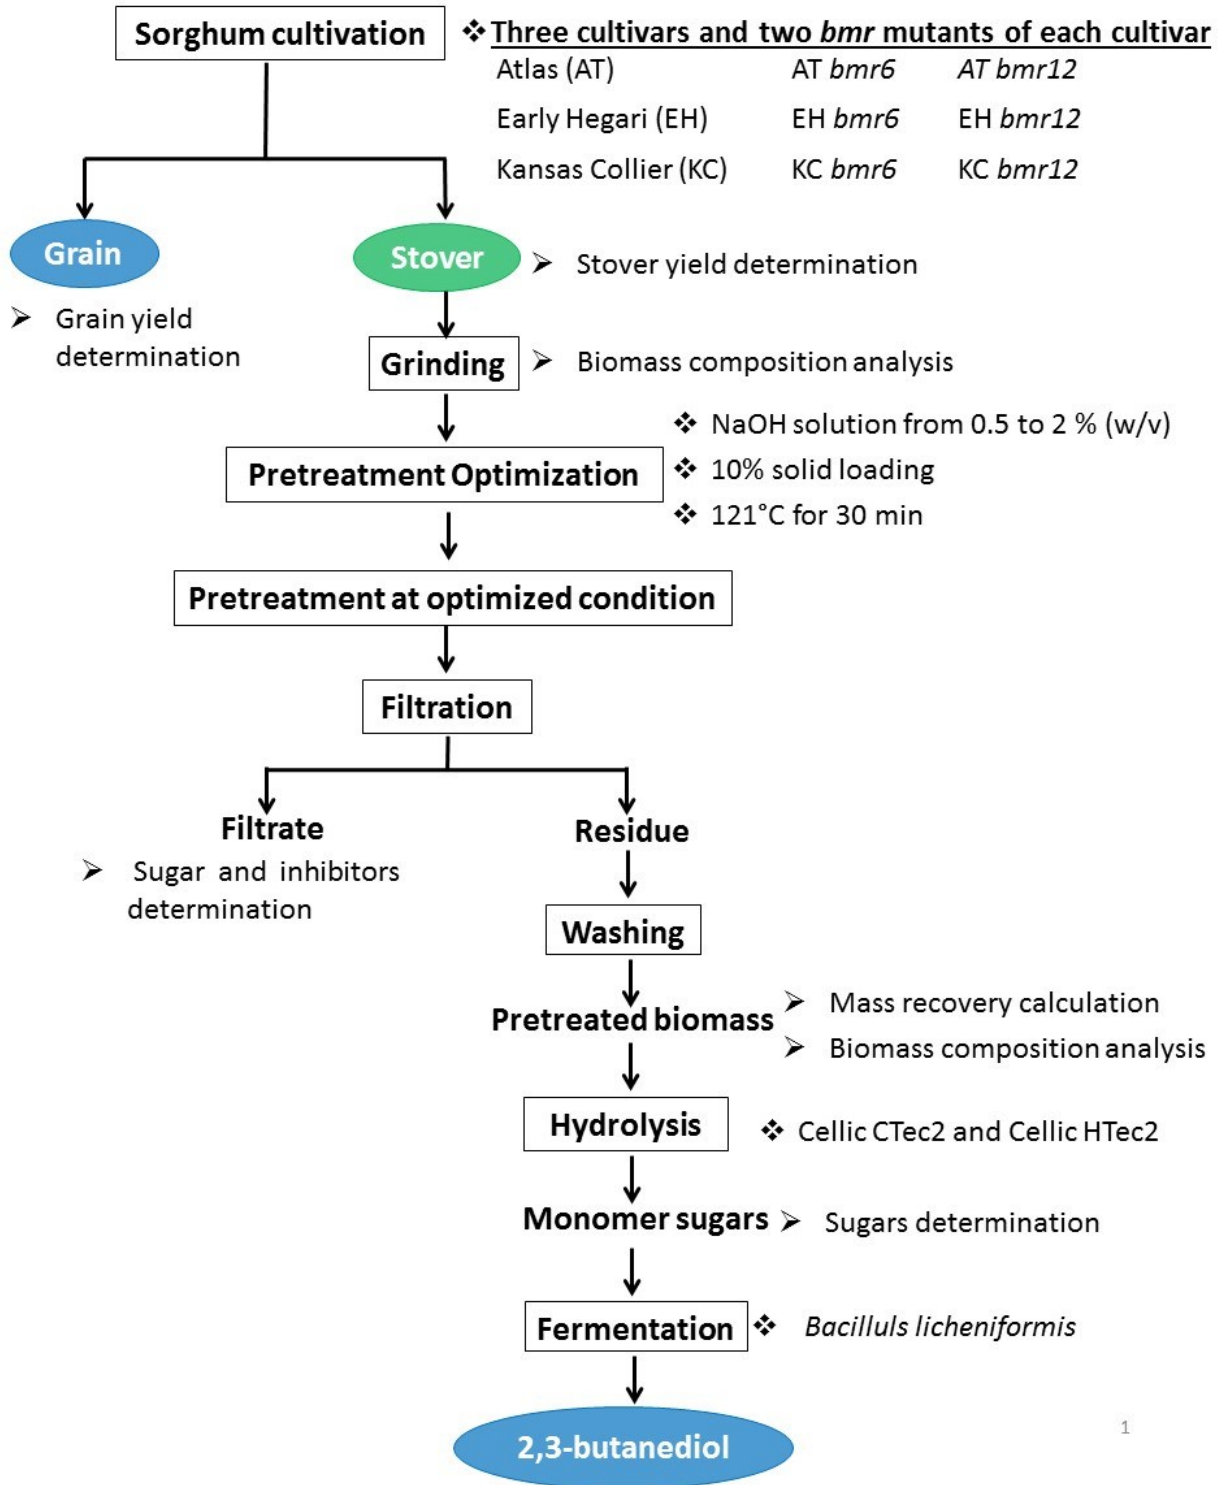 Sorghum cultivation
❖ Three cultivars and two bmr mutants of each cultivar
Atlas (AT) AT bmr6 AT bmr12
Early Hegari (EH) EH bmr6 EH bmr12
Kansas Collier (KC) KC bmr6 KC bmr12
Grain
Stover
➢ Stover yield determination
➢ Grain yield
determination
Grinding
➢ Biomass composition analysis
Pretreatment Optimization
❖ NaOH solution from 0.5 to 2 % (w/v)
❖ 10% solid loading
❖ 121°C for 30 min
Pretreatment at optimized condition
Filtration
Filtrate
➢ Sugar and inhibitors
determination
Residue
Washing
Pretreated biomass
➢ Mass recovery calculation
➢ Biomass composition analysis
Hydrolysis
❖ Cellic CTec2 and Cellic HTec2
Monomer sugars
➢ Sugars determination
Fermentation
❖ Bacilluls licheniformis
2,3-butanediol
1